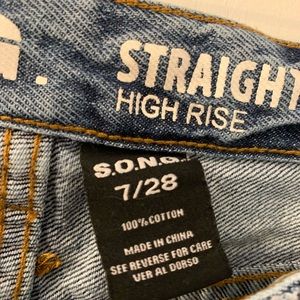 STRAIGHT
HIGH RISE
S.O.N.G.
7/28
100% COTTON
MADE IN CHINA
SEE REVERSE FOR CARE
VER AL DORSO